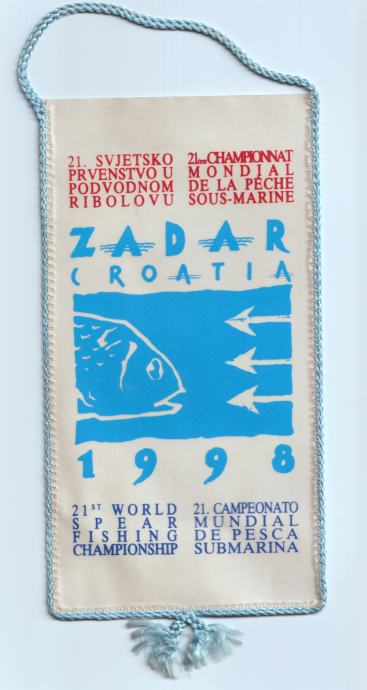 21. SVJETSKO
PRVENSTVO U
PODVODNOM
RIBOLOVU
21ème CHAMPIONNAT
MONDIAL
DE LA PÉCHE
SOUS-MARINE
ZADAR
CROATIA
1998
21ST WORLD
SPEAR
FISHING
CHAMPIONSHIP
21. CAMPEONATO
MUNDIAL
DE PESCA
SUBMARINA